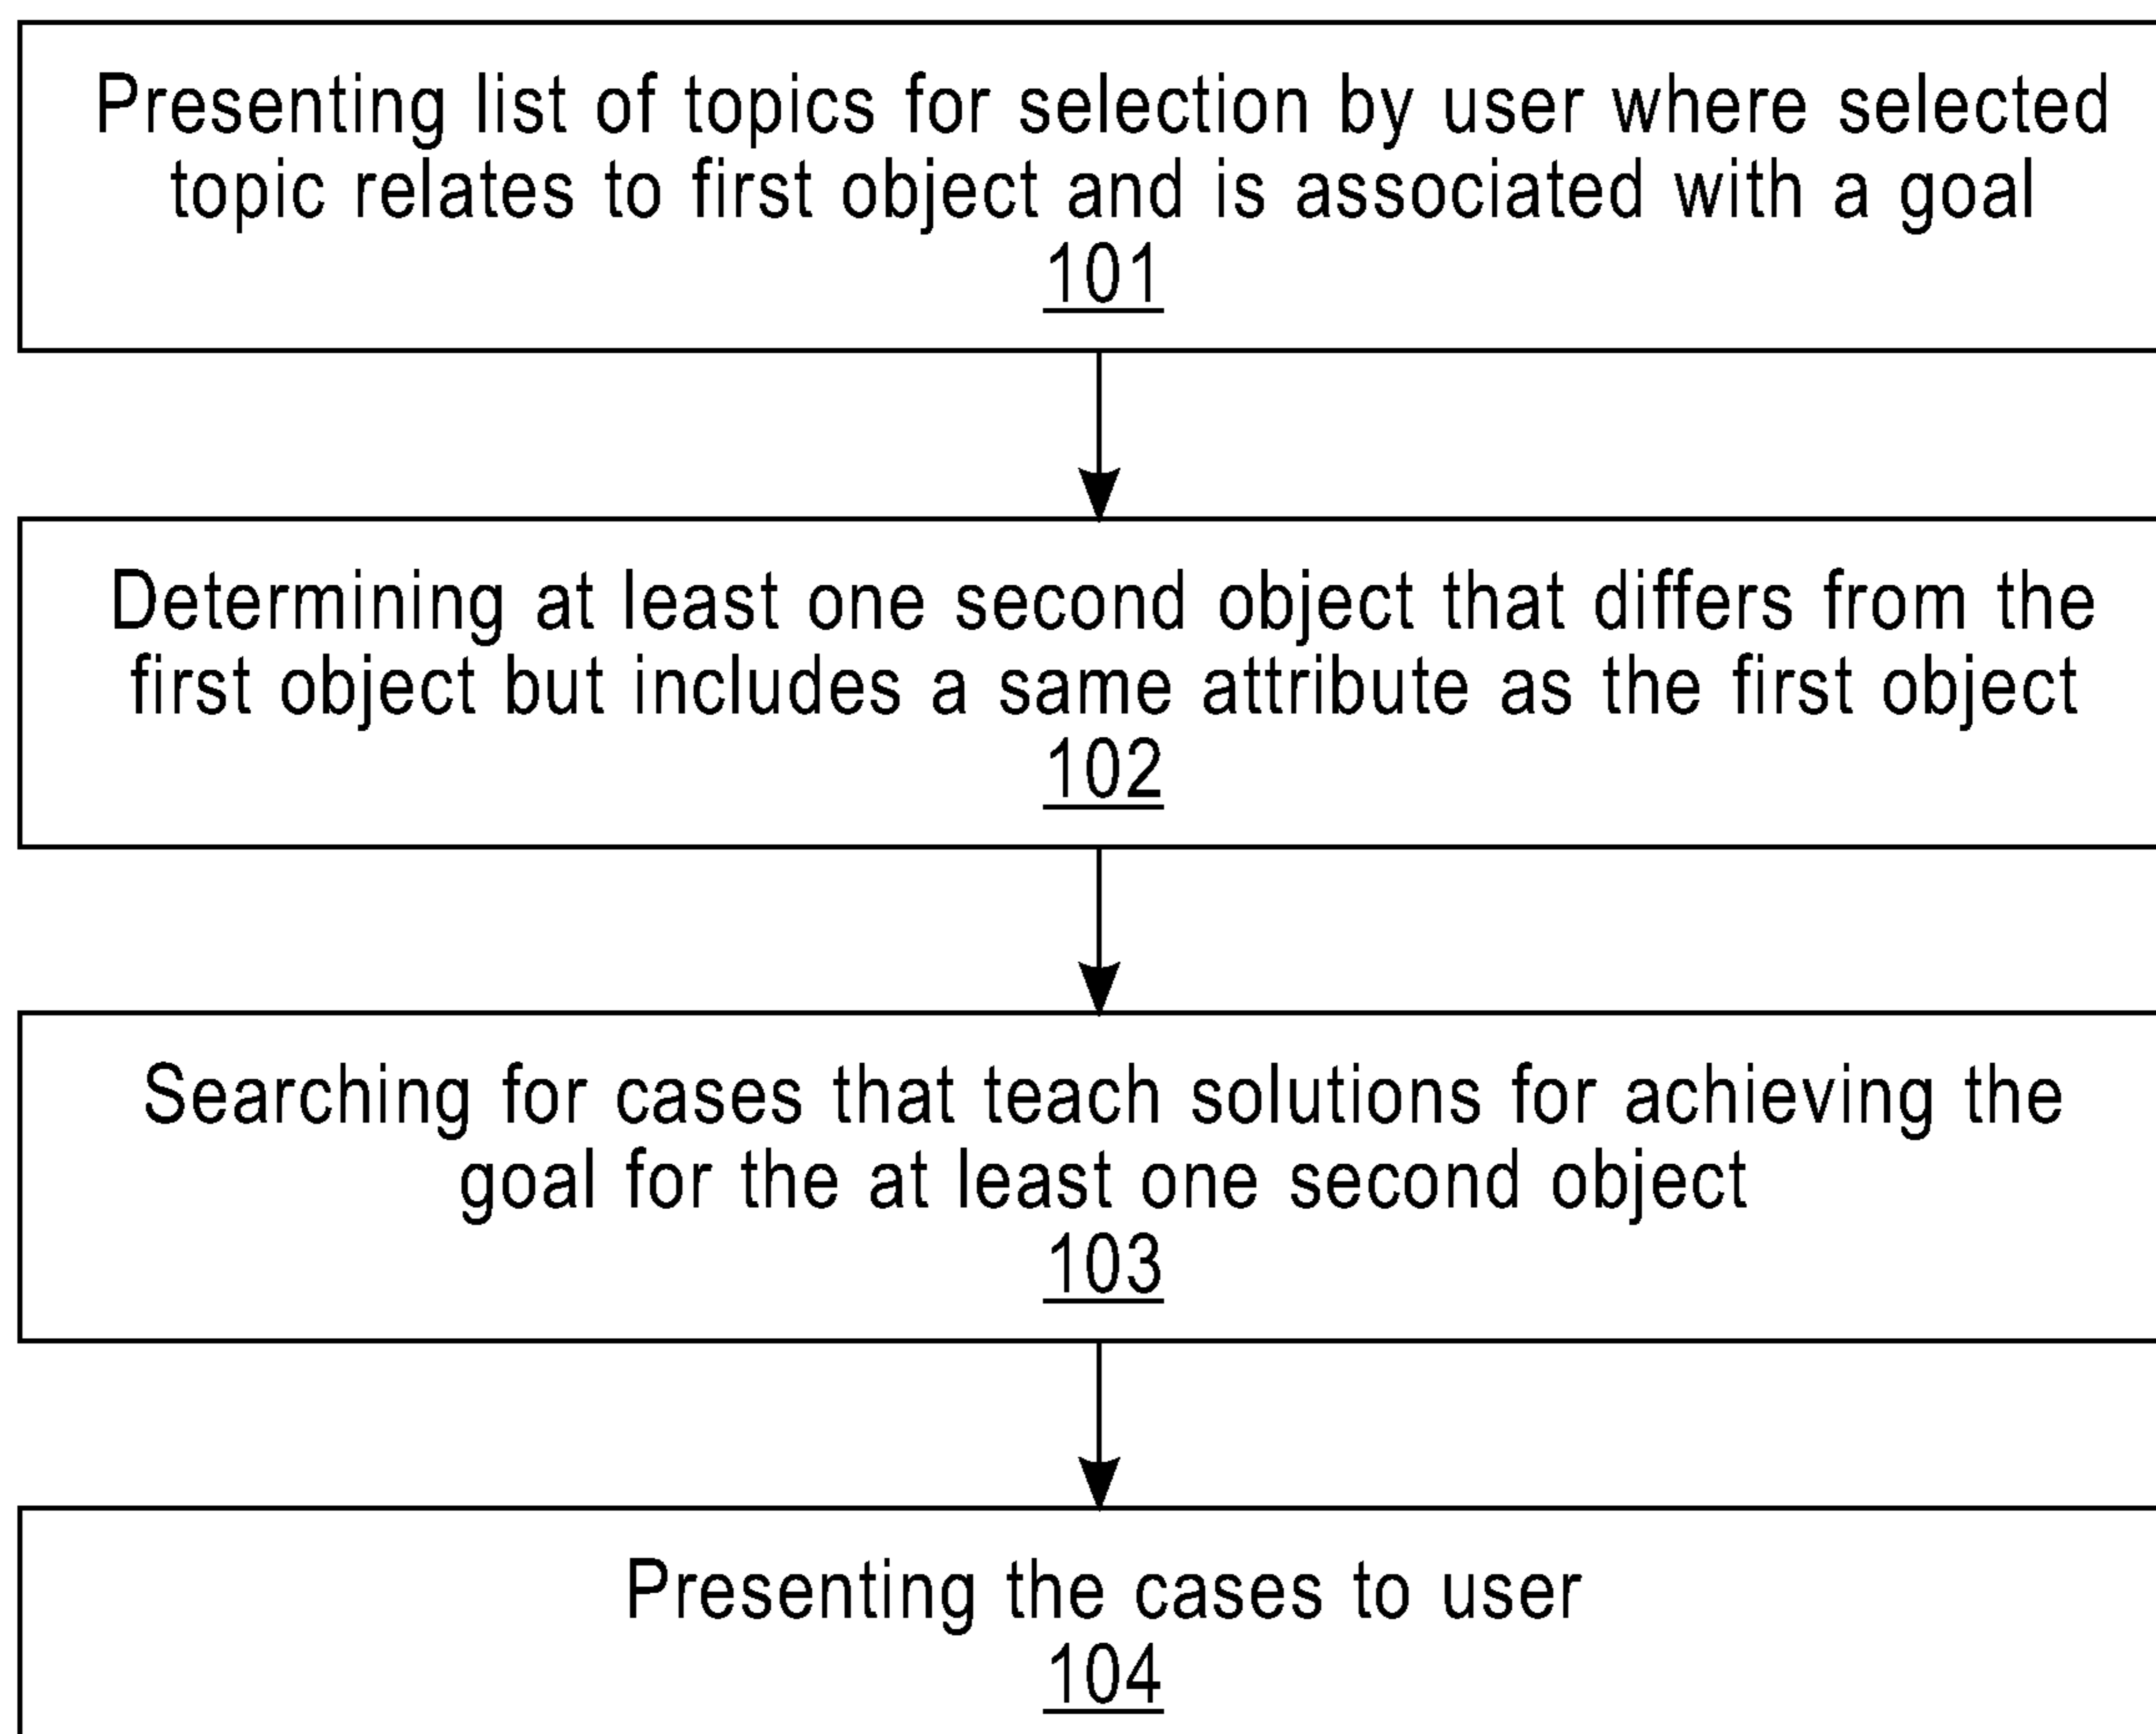 Presenting list of topics for selection by user where selected
topic relates to first object and is associated with a goal
101
Determining at least one second object that differs from the
first object but includes a same attribute as the first object
102
Searching for cases that teach solutions for achieving the
goal for the at least one second object
103
Presenting the cases to user
104